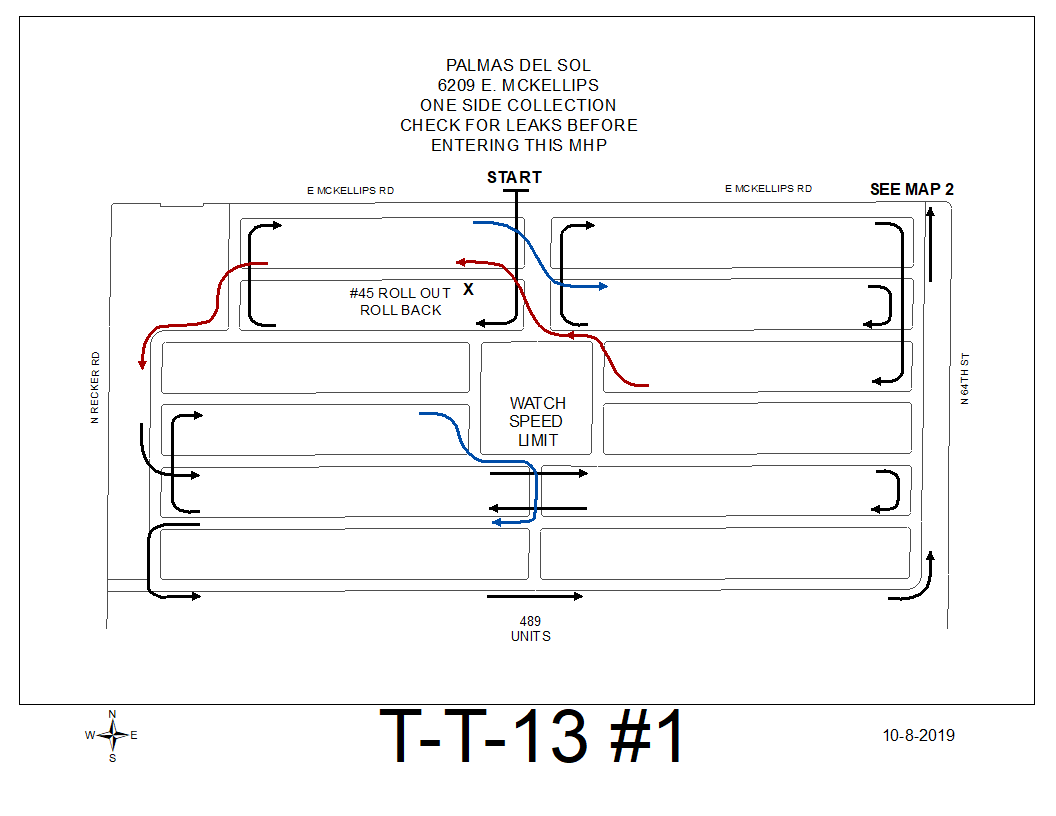 PALMAS DEL SOL
6209 E. MCKELLIPS
ONE SIDE COLLECTION
CHECK FOR LEAKS BEFORE
ENTERING THIS MHP
START
E MCKELLIPS RD
E MCKELLIPS RD
SEE MAP 2
#45 ROLL OUT X
ROLL BACK
N RECKER RD
N 64TH ST
WATCH
SPEED
LIMIT
489
UNITS
N
W E
S
T-T-13 #1
10-8-2019